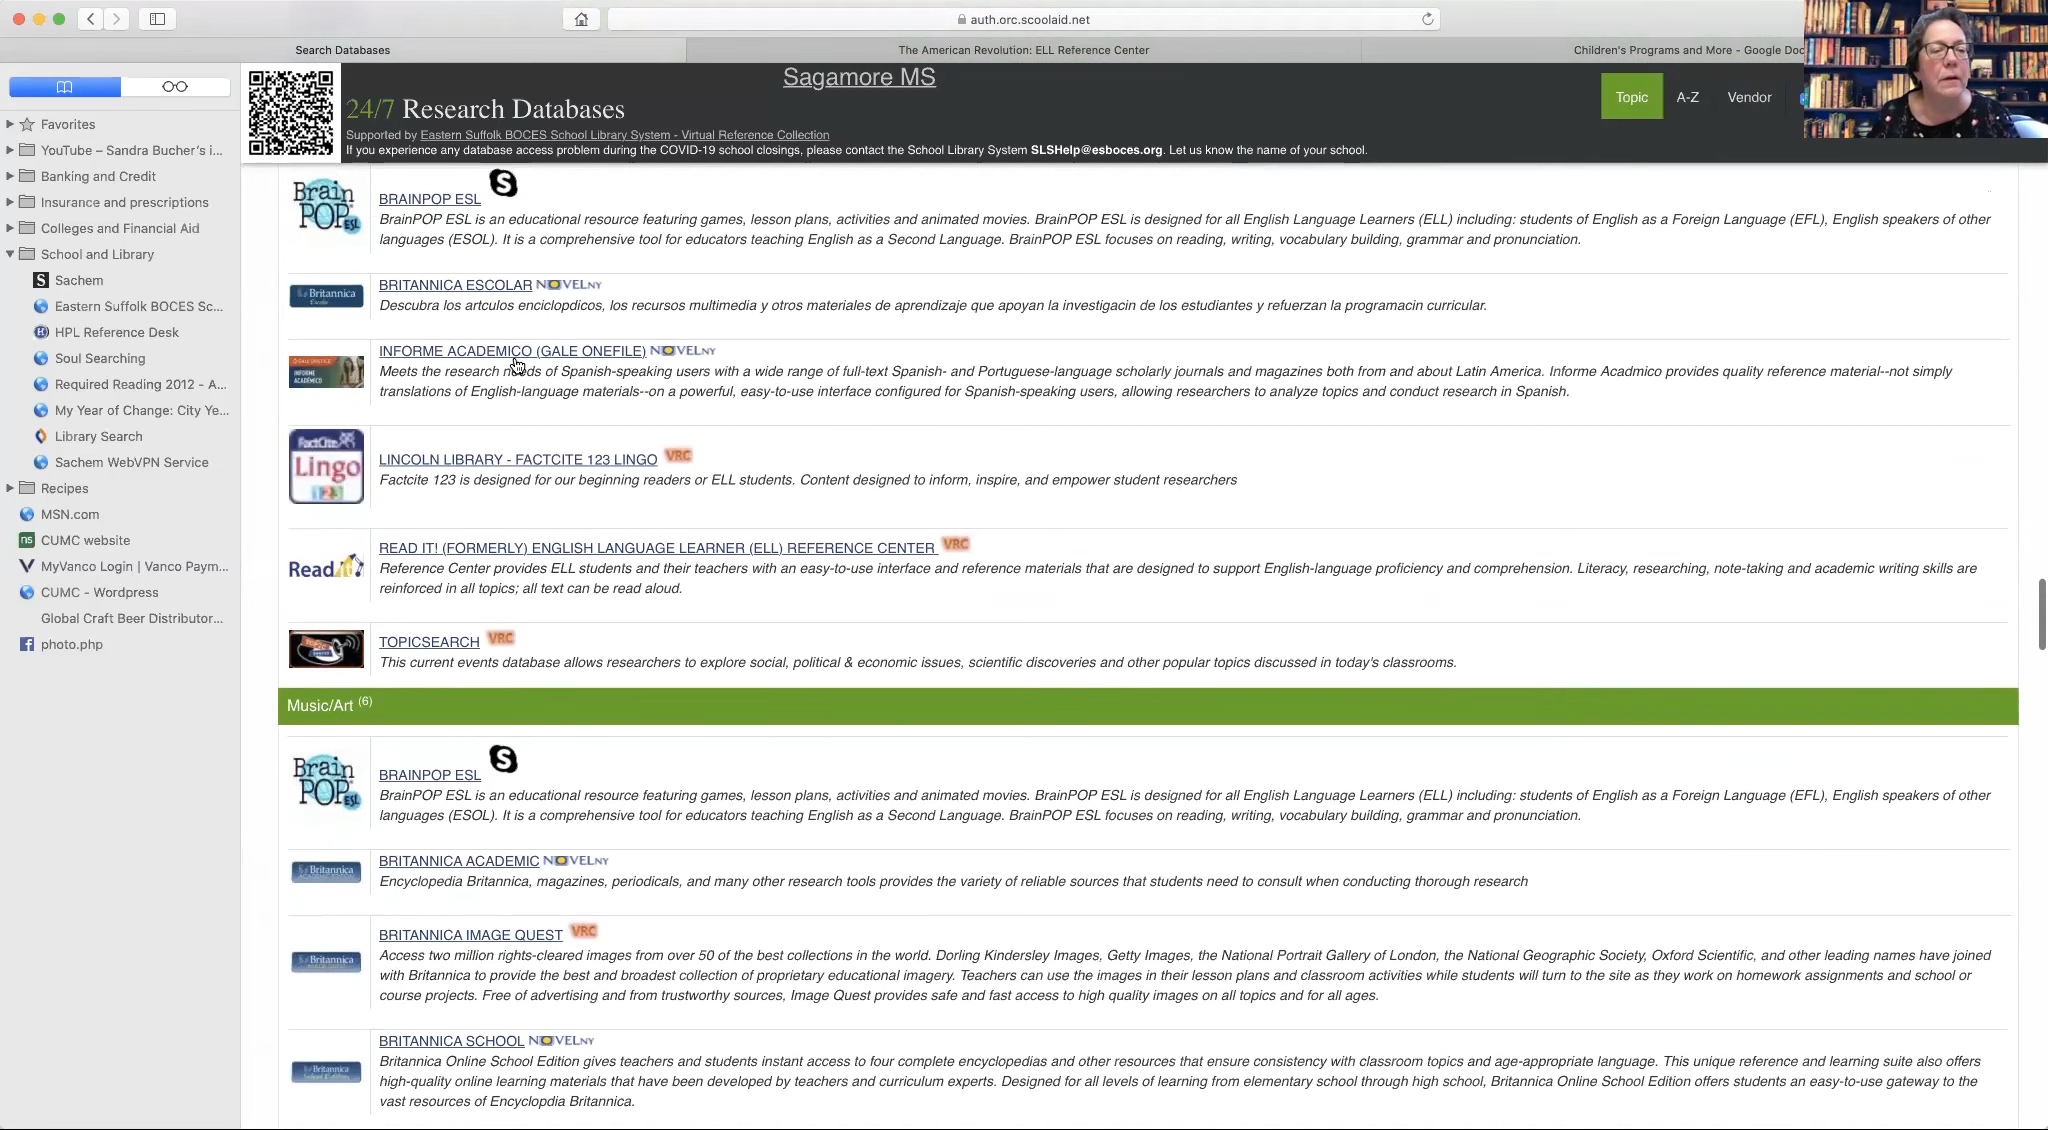 auth.orc.scoolaid.net
Search Databases
The American Revolution: ELL Reference Center
Children's Programs and More - Google Doc
Sagamore MS
24/7 Research Databases
Supported by Eastern Suffolk BOCES School Library System - Virtual Reference Collection
If you experience any database access problem during the COVID-19 school closings, please contact the School Library System SLSHelp@esboces.org. Let us know the name of your school.
Topic
A-Z
Vendor
Favorites
YouTube – Sandra Bucher's i...
Banking and Credit
Insurance and prescriptions
Colleges and Financial Aid
School and Library
S Sachem
Eastern Suffolk BOCES Sc...
HPL Reference Desk
Soul Searching
Required Reading 2012 - A...
My Year of Change: City Ye...
Library Search
Sachem WebVPN Service
Recipes
MSN.com
ns CUMC website
MyVanco Login | Vanco Paym...
CUMC - Wordpress
Global Craft Beer Distributor...
photo.php
Brain POP ESL
BRAINPOP ESL S
BrainPOP ESL is an educational resource featuring games, lesson plans, activities and animated movies. BrainPOP ESL is designed for all English Language Learners (ELL) including: students of English as a Foreign Language (EFL), English speakers of other
languages (ESOL). It is a comprehensive tool for educators teaching English as a Second Language. BrainPOP ESL focuses on reading, writing, vocabulary building, grammar and pronunciation.
Britannica Escolar
BRITANNICA ESCOLAR NOVELNY
Descubra los artculos enciclopdicos, los recursos multimedia y otros materiales de aprendizaje que apoyan la investigacin de los estudiantes y refuerzan la programacin curricular.
INFORME ACADÉMICO
INFORME ACADEMICO (GALE ONEFILE) NOVELNY
Meets the research needs of Spanish-speaking users with a wide range of full-text Spanish- and Portuguese-language scholarly journals and magazines both from and about Latin America. Informe Acadmico provides quality reference material--not simply
translations of English-language materials--on a powerful, easy-to-use interface configured for Spanish-speaking users, allowing researchers to analyze topics and conduct research in Spanish.
FactCite Lingo 123
LINCOLN LIBRARY - FACTCITE 123 LINGO VRC
Factcite 123 is designed for our beginning readers or ELL students. Content designed to inform, inspire, and empower student researchers
Read It!
READ IT! (FORMERLY) ENGLISH LANGUAGE LEARNER (ELL) REFERENCE CENTER VRC
Reference Center provides ELL students and their teachers with an easy-to-use interface and reference materials that are designed to support English-language proficiency and comprehension. Literacy, researching, note-taking and academic writing skills are
reinforced in all topics; all text can be read aloud.
TOPICSEARCH VRC
This current events database allows researchers to explore social, political & economic issues, scientific discoveries and other popular topics discussed in today's classrooms.
Music/Art (6)
Brain POP ESL
BRAINPOP ESL S
BrainPOP ESL is an educational resource featuring games, lesson plans, activities and animated movies. BrainPOP ESL is designed for all English Language Learners (ELL) including: students of English as a Foreign Language (EFL), English speakers of other
languages (ESOL). It is a comprehensive tool for educators teaching English as a Second Language. BrainPOP ESL focuses on reading, writing, vocabulary building, grammar and pronunciation.
Britannica
BRITANNICA ACADEMIC NOVELNY
Encyclopedia Britannica, magazines, periodicals, and many other research tools provides the variety of reliable sources that students need to consult when conducting thorough research
Britannica
BRITANNICA IMAGE QUEST VRC
Access two million rights-cleared images from over 50 of the best collections in the world. Dorling Kindersley Images, Getty Images, the National Portrait Gallery of London, the National Geographic Society, Oxford Scientific, and other leading names have joined
with Britannica to provide the best and broadest collection of proprietary educational imagery. Teachers can use the images in their lesson plans and classroom activities while students will turn to the site as they work on homework assignments and school or
course projects. Free of advertising and from trustworthy sources, Image Quest provides safe and fast access to high quality images on all topics and for all ages.
Britannica
BRITANNICA SCHOOL NOVELNY
Britannica Online School Edition gives teachers and students instant access to four complete encyclopedias and other resources that ensure consistency with classroom topics and age-appropriate language. This unique reference and learning suite also offers
high-quality online learning materials that have been developed by teachers and curriculum experts. Designed for all levels of learning from elementary school through high school, Britannica Online School Edition offers students an easy-to-use gateway to the
vast resources of Encyclopdia Britannica.